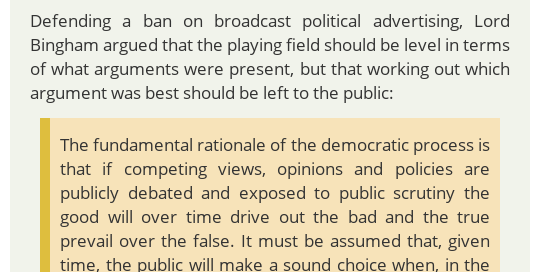 Defending a ban on broadcast political advertising, Lord
Bingham argued that the playing field should be level in terms
of what arguments were present, but that working out which
argument was best should be left to the public:
The fundamental rationale of the democratic process is
that if competing views, opinions and policies are
publicly debated and exposed to public scrutiny the
good will over time drive out the bad and the true
prevail over the false. It must be assumed that, given
time, the public will make a sound choice when, in the